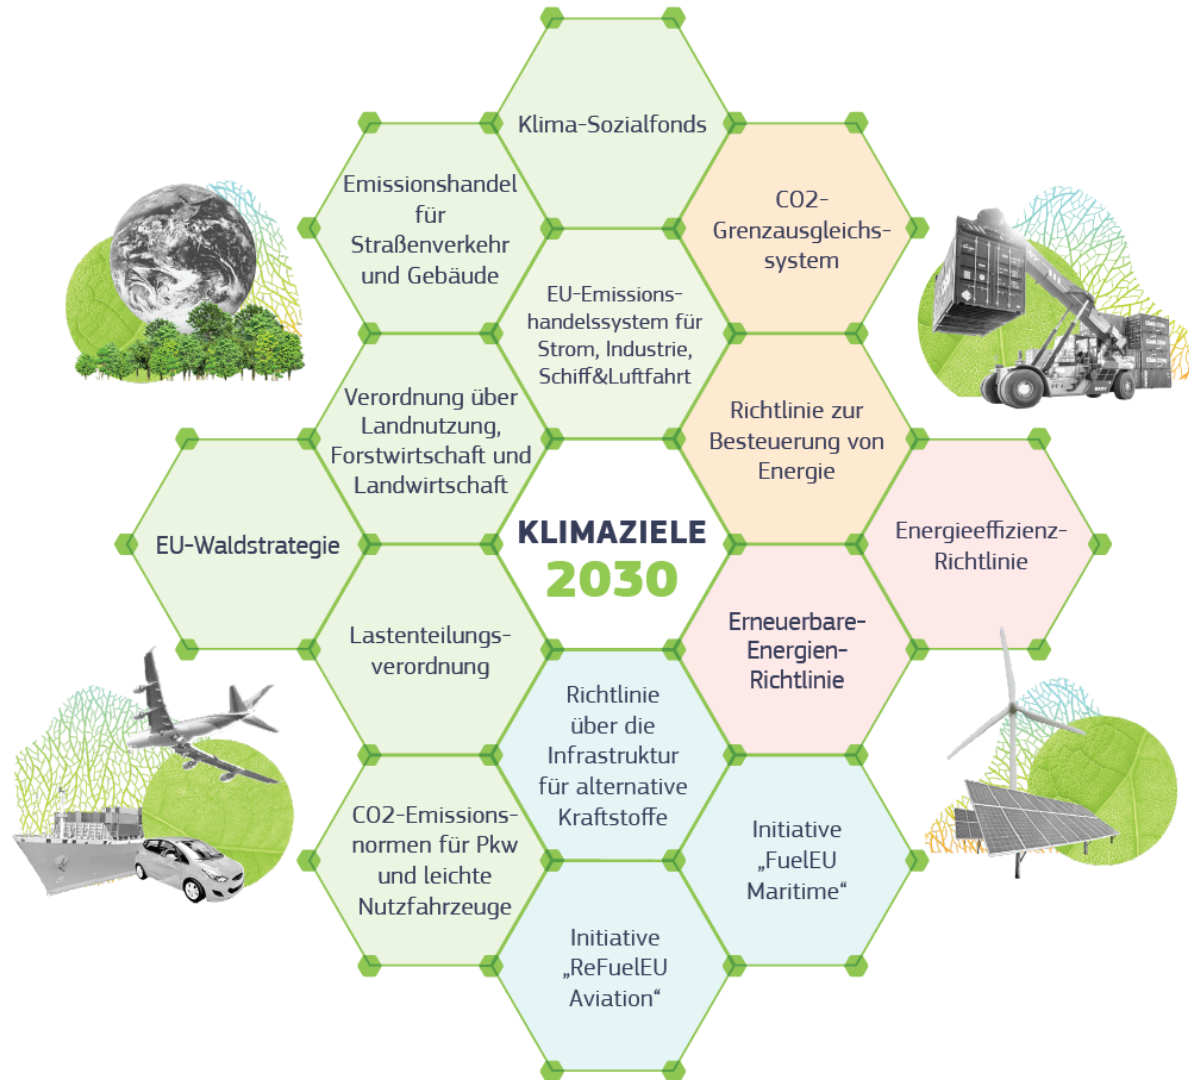 Klima-Sozialfonds
Emissionshandel
für
Straßenverkehr
und Gebäude
CO2-
Grenzausgleichs-
system
EU-Emissions-
handelssystem für
Strom, Industrie,
Schiff&Luftfahrt
Verordnung über
Landnutzung,
Forstwirtschaft und
Landwirtschaft
Richtlinie zur
Besteuerung von
Energie
EU-Waldstrategie
KLIMAZIELE
2030
Energieeffizienz-
Richtlinie
Lastenteilungs-
verordnung
Erneuerbare-
Energien-
Richtlinie
Richtlinie
über die
Infrastruktur
für alternative
Kraftstoffe
CO2-Emissions-
normen für Pkw
und leichte
Nutzfahrzeuge
Initiative
„FuelEU
Maritime“
Initiative
„ReFuelEU
Aviation“